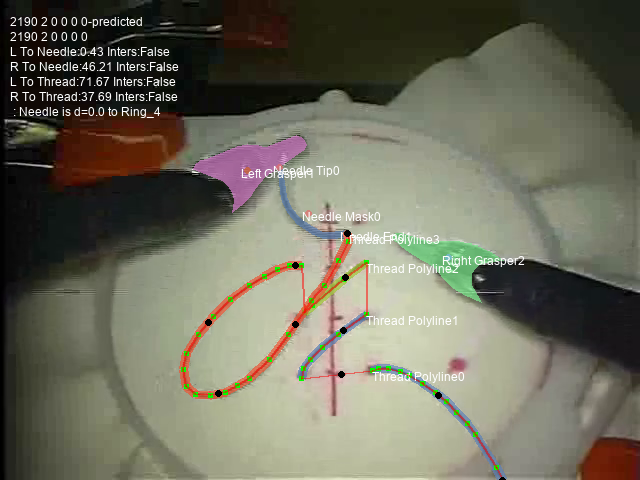 2190 2 0 0 0 0-predicted
2190 2 0 0 0 0
L To Needle:0.43 Inters:False
R To Needle:46.21 Inters:False
L To Thread:71.67 Inters:False
R To Thread:37.69 Inters:False
: Needle is d=0.0 to Ring_4
Left Grasper1
Needle Tip0
Needle Mask0
Needle End1
Thread Polyline3
Right Grasper2
Thread Polyline2
Thread Polyline1
Thread Polyline0